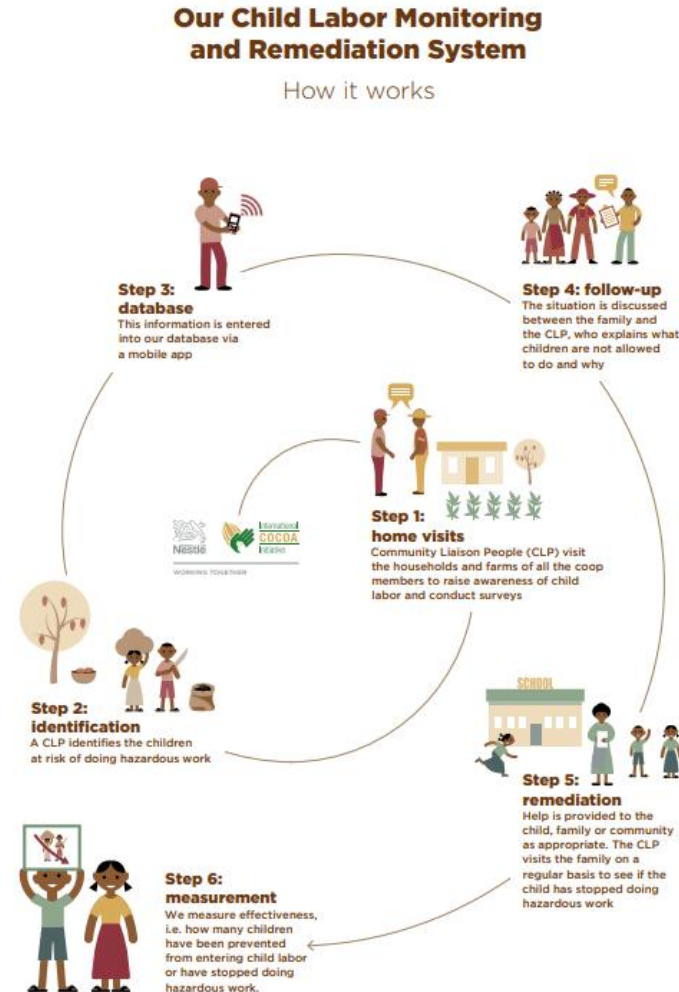 Our Child Labor Monitoring
and Remediation System
How it works
Step 3:
database
This information is entered
into our database via
a mobile app
Step 4: follow-up
The situation is discussed
between the family and
the CLP, who explains what
children are not allowed
to do and why
Nestlé
International
COCOA
Initiative
WORKING TOGETHER
Step 1:
home visits
Community Liaison People (CLP) visit
the households and farms of all the coop
members to raise awareness of child
labor and conduct surveys
Step 2:
identification
A CLP identifies the children
at risk of doing hazardous work
SCHOOL
Step 5:
remediation
Help is provided to the
child, family or community
as appropriate. The CLP
visits the family on a
regular basis to see if the
child has stopped doing
hazardous work
Step 6:
measurement
We measure effectiveness,
i.e. how many children
have been prevented
from entering child labor
or have stopped doing
hazardous work.